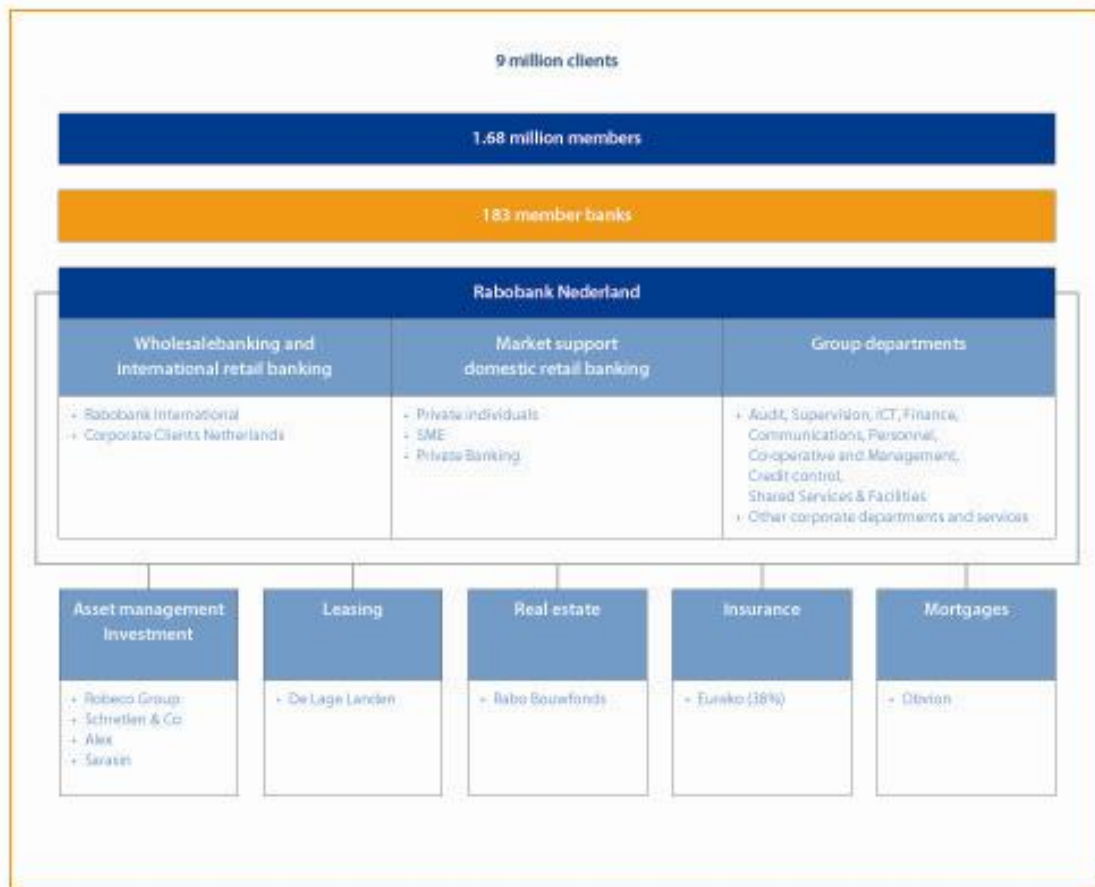 9 million clients
1.68 million members
183 member banks
Rabobank Nederland
Wholesalebanking and
international retail banking
+ Rabobank International
+ Corporate Clients Netherlands
Market support
domestic retail banking
+ Private individuals
+ SME
+ Private Banking
Group departments
+ Audit, Supervision, ICT, Finance,
Communications, Personnel,
Co-operative and Management,
Credit control,
Shared Services & Facilities
+ Other corporate departments and services
Asset management
Investment
+ Robeco Group
+ Schretlen & Co
+ Alex
+ Sarasin
Leasing
+ De Lage Landen
Real estate
+ Rabo Bouwfonds
Insurance
+ Eureko (38%)
Mortgages
+ Obvion